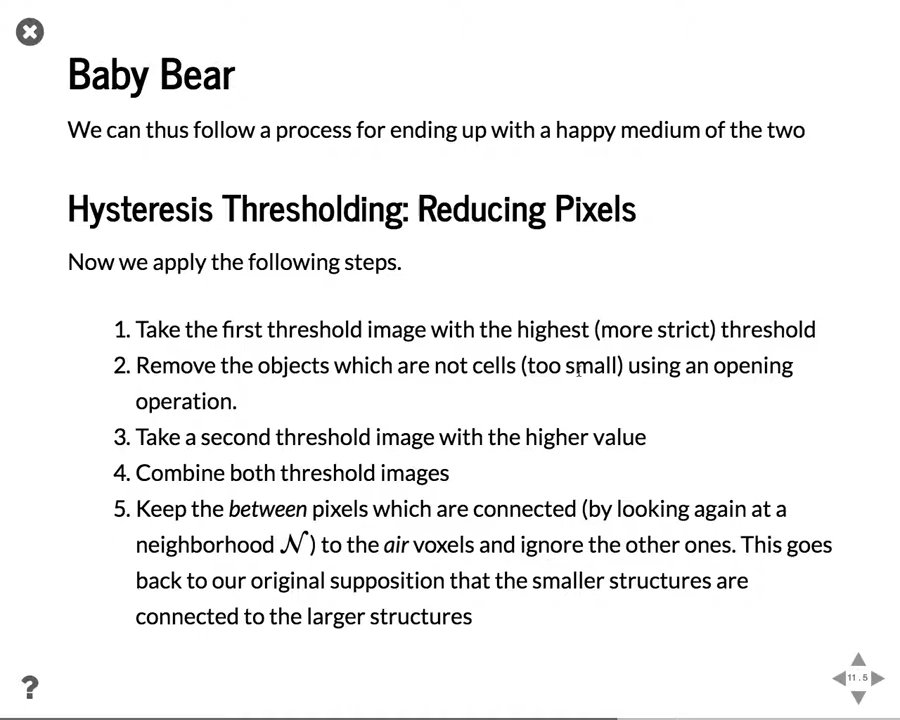 Baby Bear
We can thus follow a process for ending up with a happy medium of the two
Hysteresis Thresholding: Reducing Pixels
Now we apply the following steps.
1. Take the first threshold image with the highest (more strict) threshold
2. Remove the objects which are not cells (too small) using an opening
operation.
3. Take a second threshold image with the higher value
4. Combine both threshold images
5. Keep the between pixels which are connected (by looking again at a
neighborhood 𝒩) to the air voxels and ignore the other ones. This goes
back to our original supposition that the smaller structures are
connected to the larger structures
?
11.5